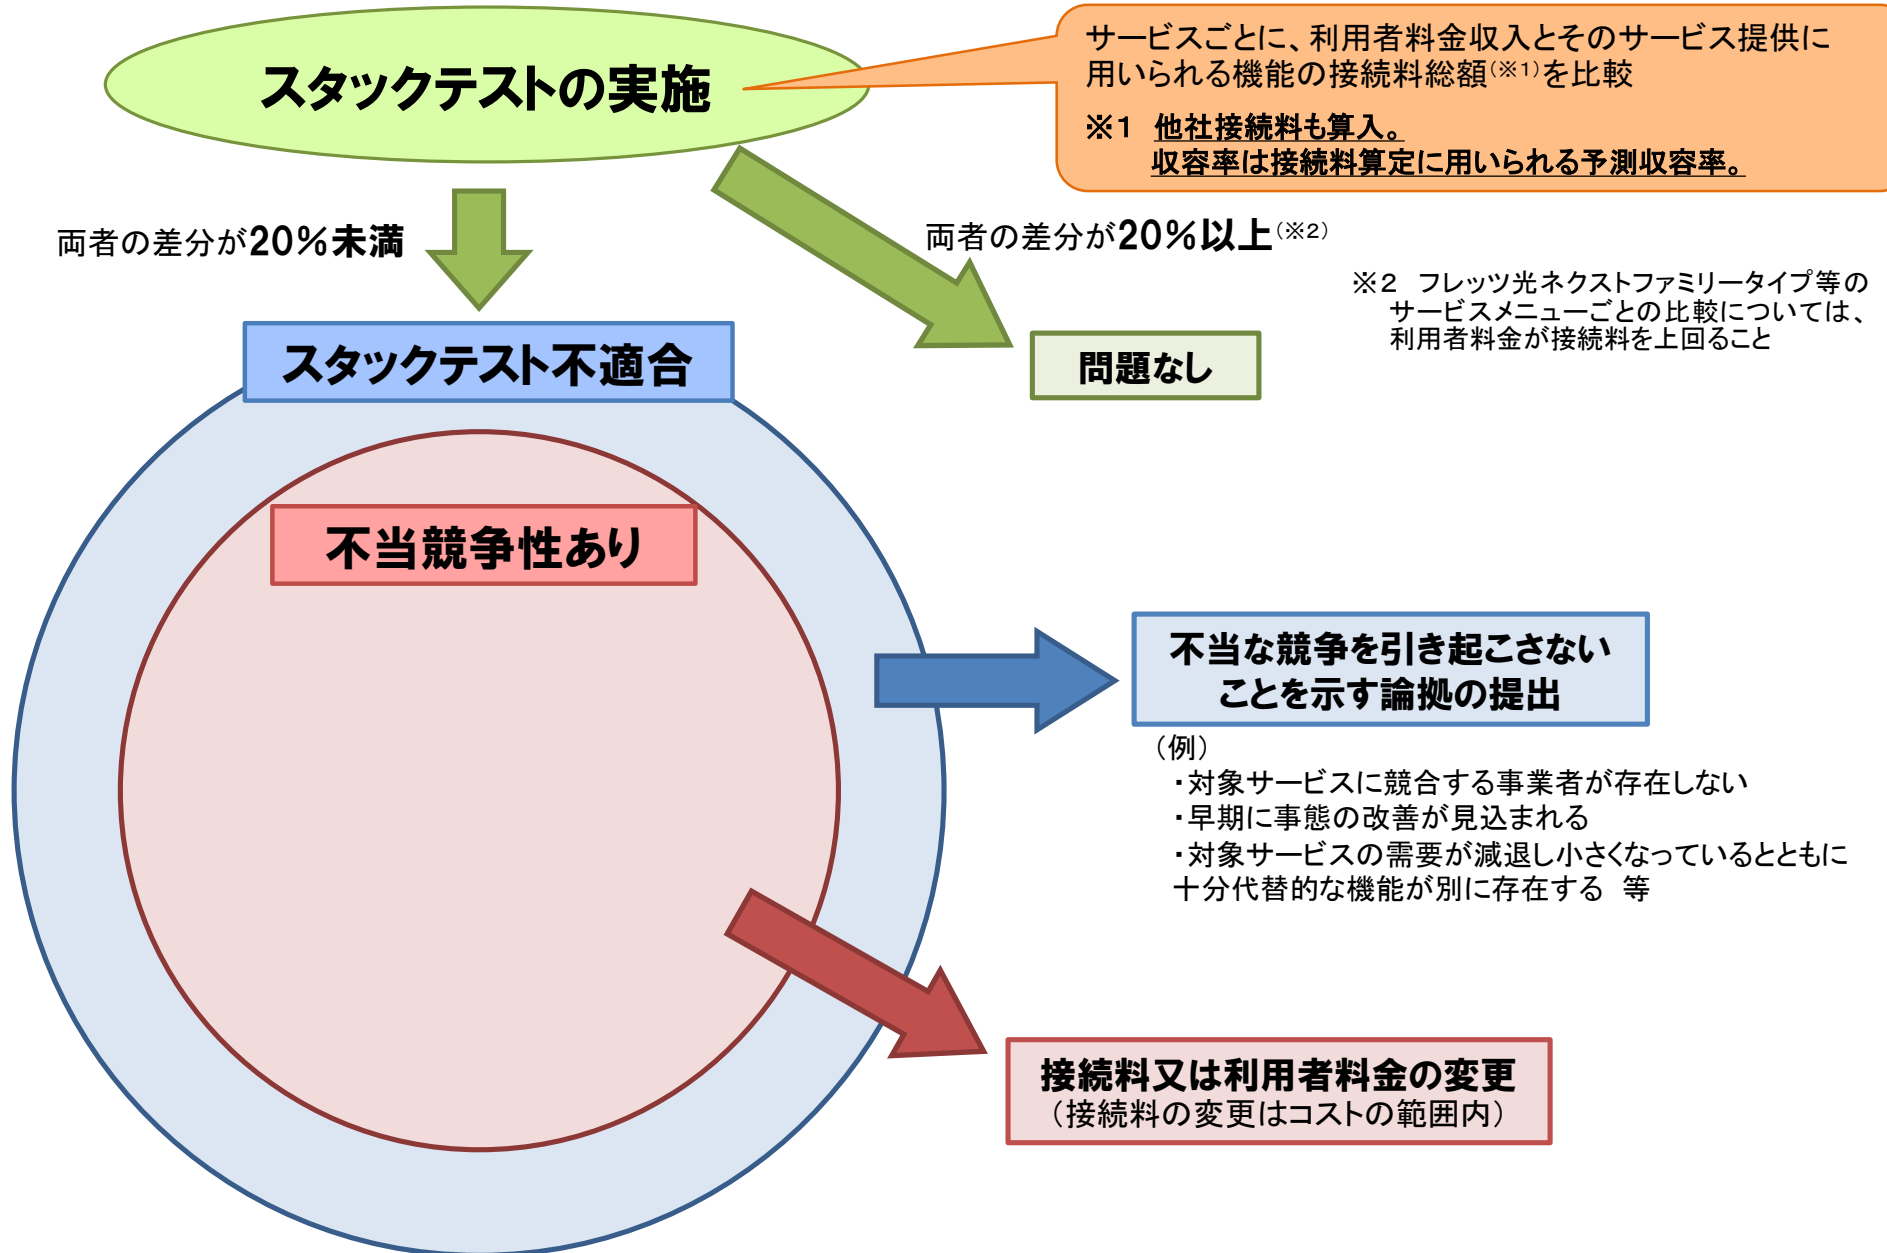 スタックテストの実施
サービスごとに、利用者料金収入とそのサービス提供に
用いられる機能の接続料総額(※1)を比較
※1 他社接続料も算入。
収容率は接続料算定に用いられる予測収容率。
両者の差分が20%未満
両者の差分が20%以上(※2)
※2 フレッツ光ネクストファミリータイプ等の
サービスメニューごとの比較については、
利用者料金が接続料を上回ること
スタックテスト不適合
問題なし
不当競争性あり
不当な競争を引き起こさない
ことを示す論拠の提出
(例)
・対象サービスに競合する事業者が存在しない
・早期に事態の改善が見込まれる
・対象サービスの需要が減退し小さくなっているとともに
十分代替的な機能が別に存在する 等
接続料又は利用者料金の変更
(接続料の変更はコストの範囲内)